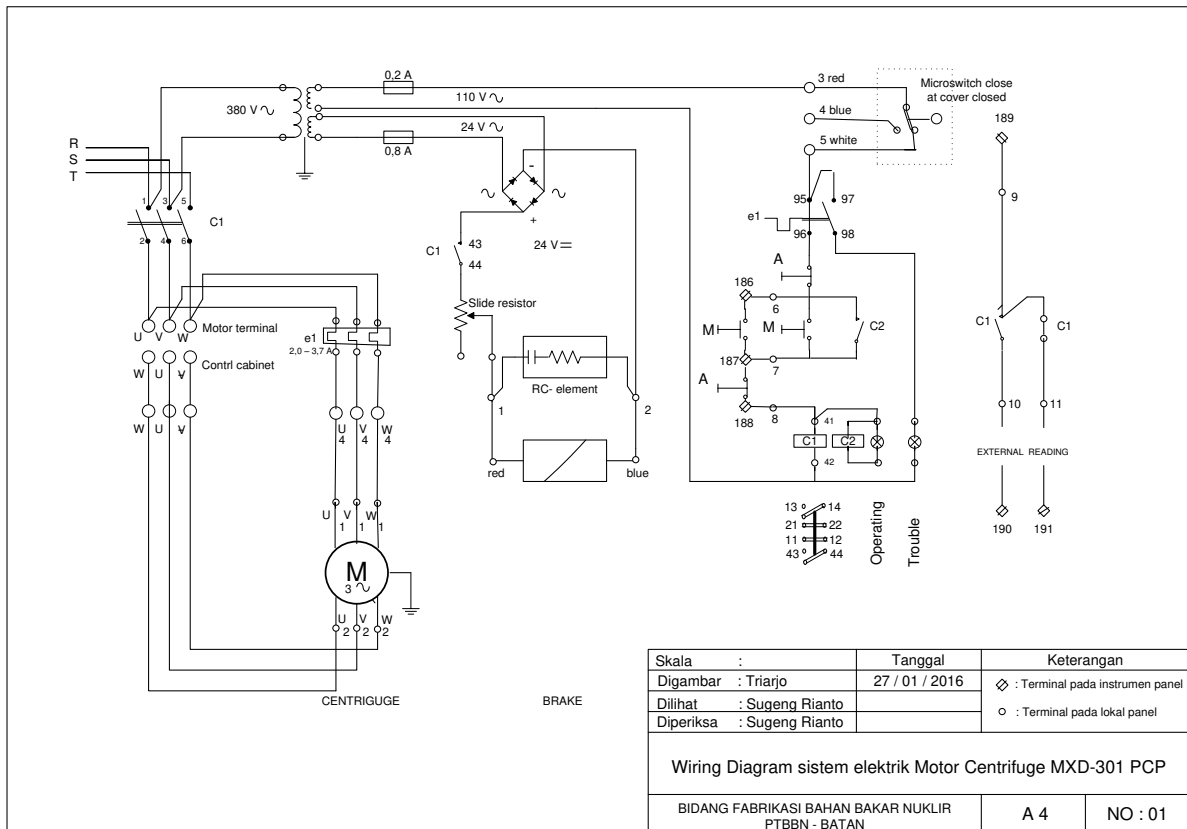 0,2 A
3 red
Microswitch close
at cover closed
380 V
110 V
4 blue
189
24 V
5 white
0,8 A
R
S
T
-
+
1 3 5
C1
2 4 6
95 97
9
e1
96 98
43
C1
44
24 V
A
186
6
Slide resistor
Motor terminal
U V W
e1
2,0 – 3,7 A
M M C2
C1 C1
Contrl cabinet
W U V
187
7
RC- element
A
1 2
188 8
10 11
W U V
U V W
4 4 4
41
C1 C2
42
EXTERNAL READING
red blue
13 14
21 22
11 12
43 44
Operating
Trouble
190 191
U V W
1 1 1
M
3
U V W
2 2 2
CENTRIGUGE
BRAKE
Skala : Tanggal Keterangan
Digambar : Triarjo 27 / 01 / 2016
: Terminal pada instrumen panel
Dilihat : Sugeng Rianto
: Terminal pada lokal panel
Diperiksa : Sugeng Rianto
Wiring Diagram sistem elektrik Motor Centrifuge MXD-301 PCP
BIDANG FABRIKASI BAHAN BAKAR NUKLIR
PTBBN - BATAN
A 4
NO : 01